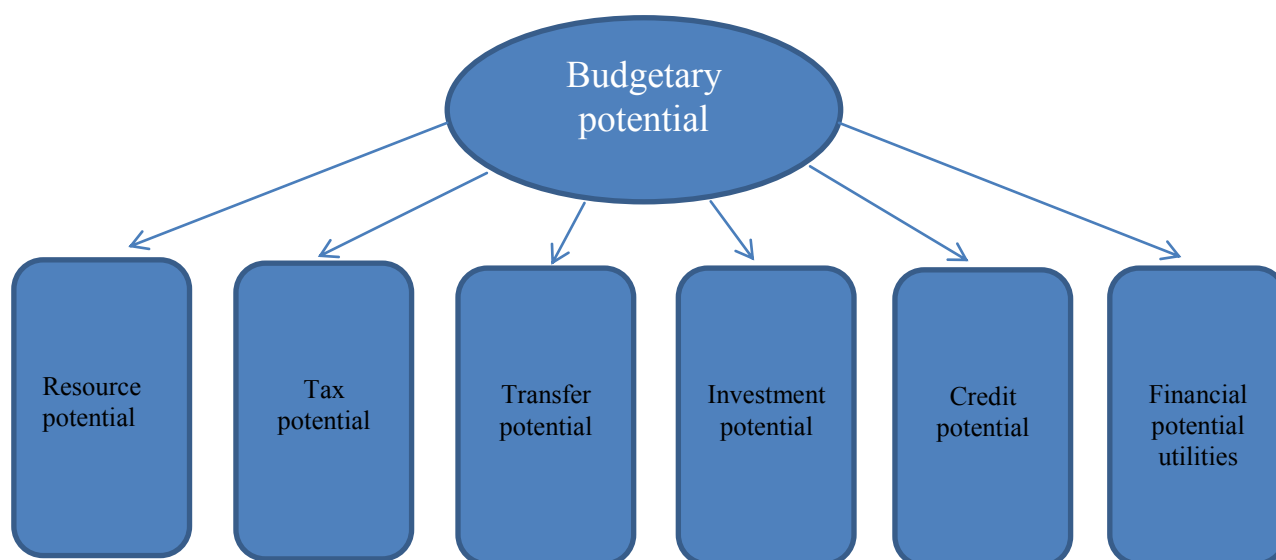 Budgetary
potential
Resource
potential
Tax
potential
Transfer
potential
Investment
potential
Credit
potential
Financial
potential
utilities